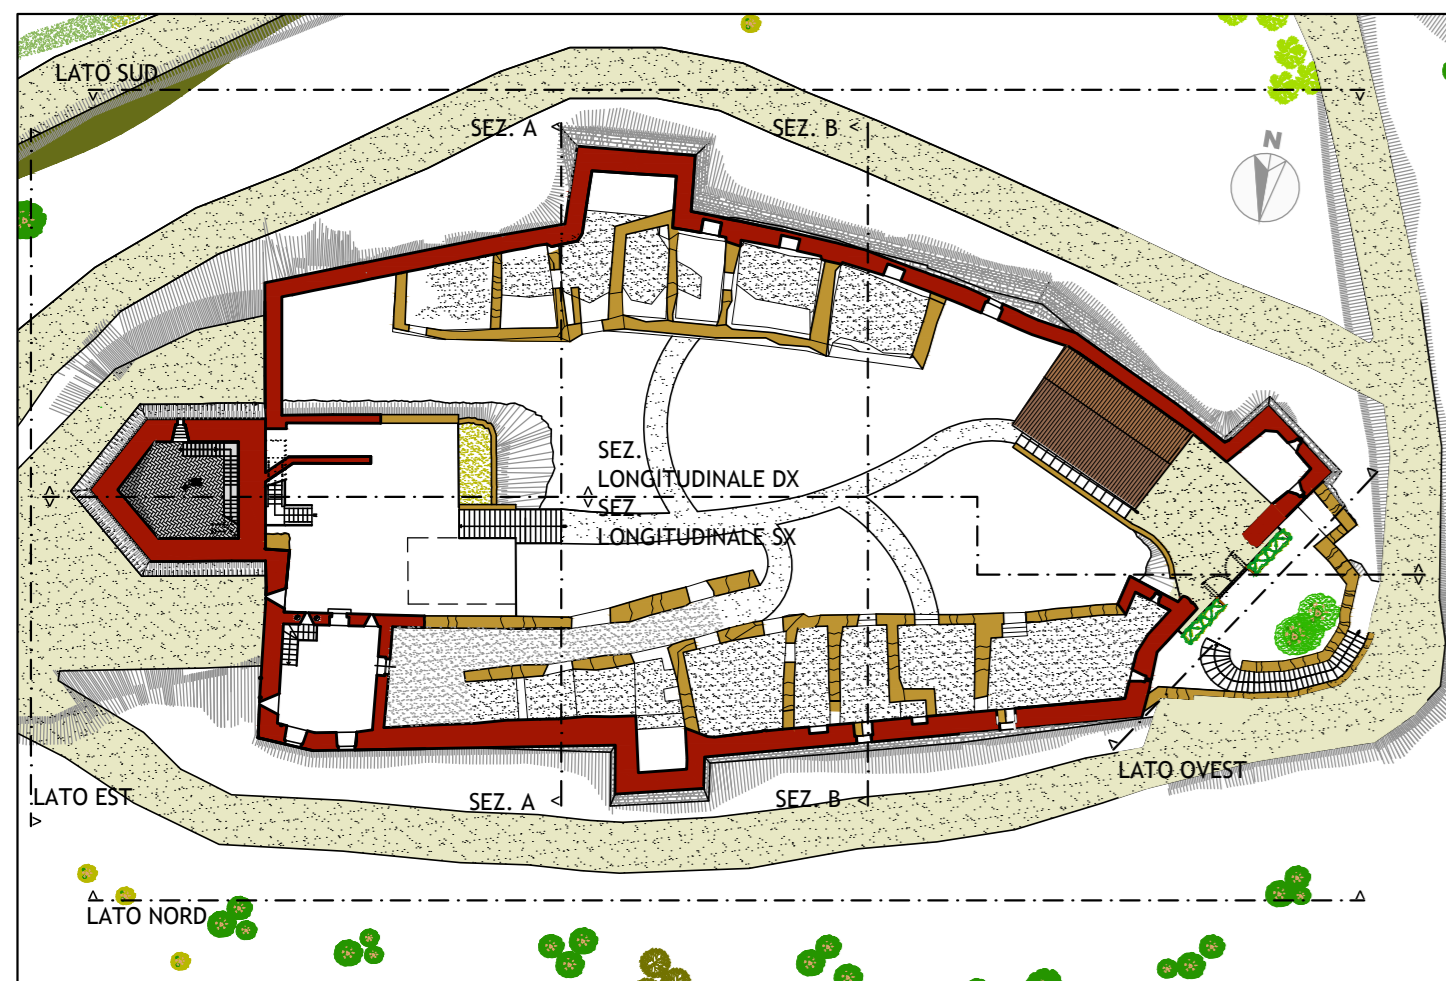 LATO SUD
SEZ. A
SEZ. B
N
SEZ.
LONGITUDINALE DX
SEZ.
LONGITUDINALE SX
LATO OVEST
LATO EST
SEZ. A
SEZ. B
LATO NORD